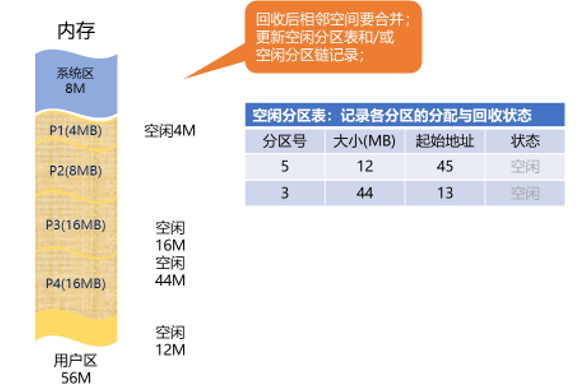 回收后相邻空间要合并；
更新空闲分区表和/或
空闲分区链记录；
内存
系统区
8M
P1(4MB)
空闲4M
P2(8MB)
P3(16MB)
空闲
16M
空闲
44M
P4(16MB)
空闲
12M
用户区
56M
空闲分区表：记录各分区的分配与回收状态
分区号 大小(MB) 起始地址 状态
5 12 45 空闲
3 44 13 空闲